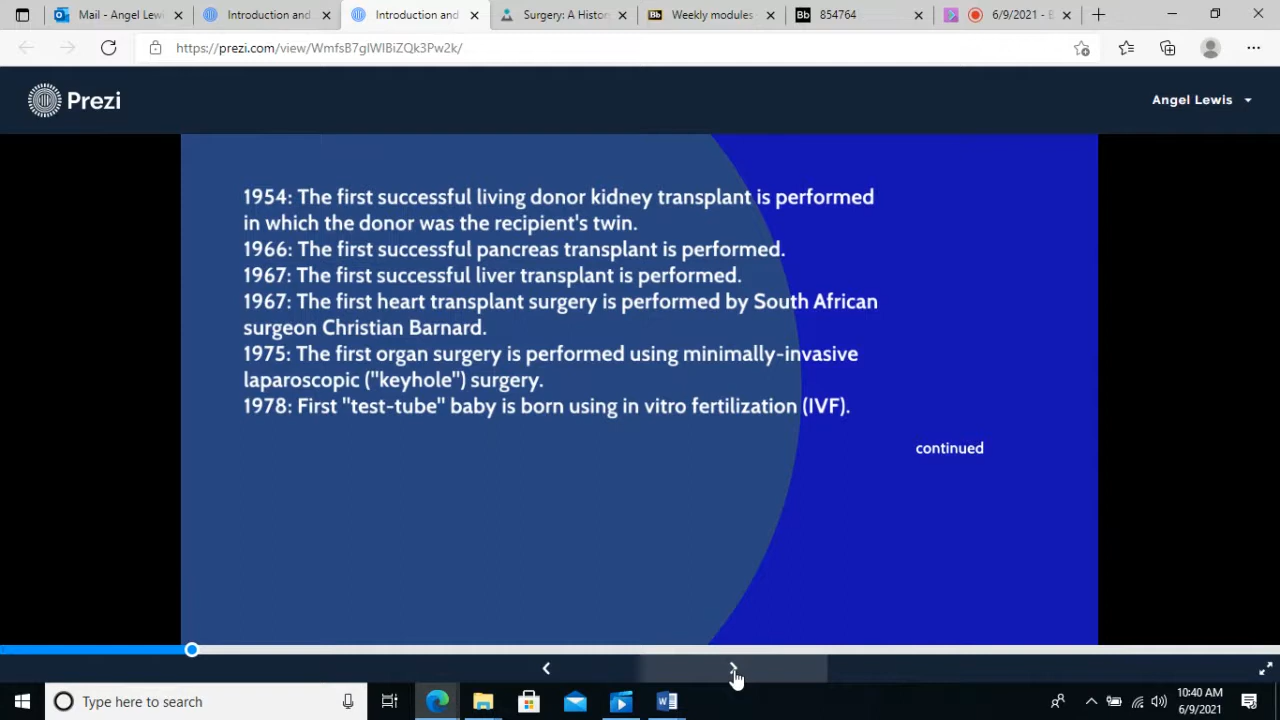 Mail - Angel Lewi
Introduction and
Introduction and
Surgery: A Histor
Weekly modules
854764
6/9/2021 -
https://prezi.com/view/WmfsB7gIWlBiZQk3Pw2k/
Prezi
Angel Lewis
1954: The first successful living donor kidney transplant is performed
in which the donor was the recipient's twin.
1966: The first successful pancreas transplant is performed.
1967: The first successful liver transplant is performed.
1967: The first heart transplant surgery is performed by South African
surgeon Christian Barnard.
1975: The first organ surgery is performed using minimally-invasive
laparoscopic ("keyhole") surgery.
1978: First "test-tube" baby is born using in vitro fertilization (IVF).
continued
Type here to search
10:40 AM
6/9/2021